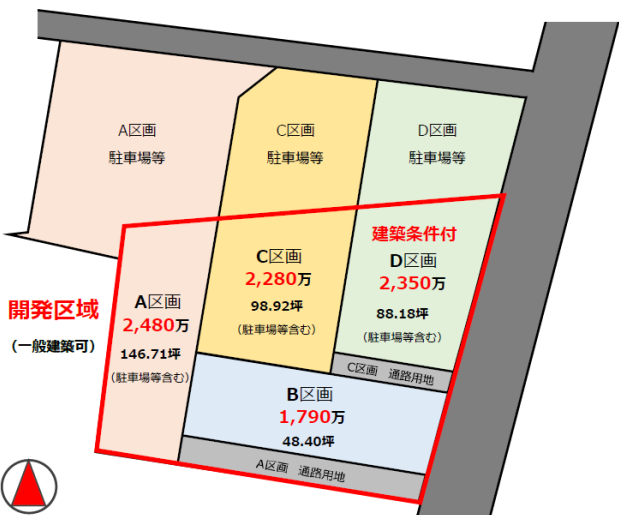 A区画
駐車場等
C区画
駐車場等
D区画
駐車場等
開発区域
(一般建築可)
A区画
2,480万
146.71坪
(駐車場等含む)
C区画
2,280万
98.92坪
(駐車場等含む)
建築条件付
D区画
2,350万
88.18坪
(駐車場等含む)
C区画 通路用地
B区画
1,790万
48.40坪
A区画 通路用地